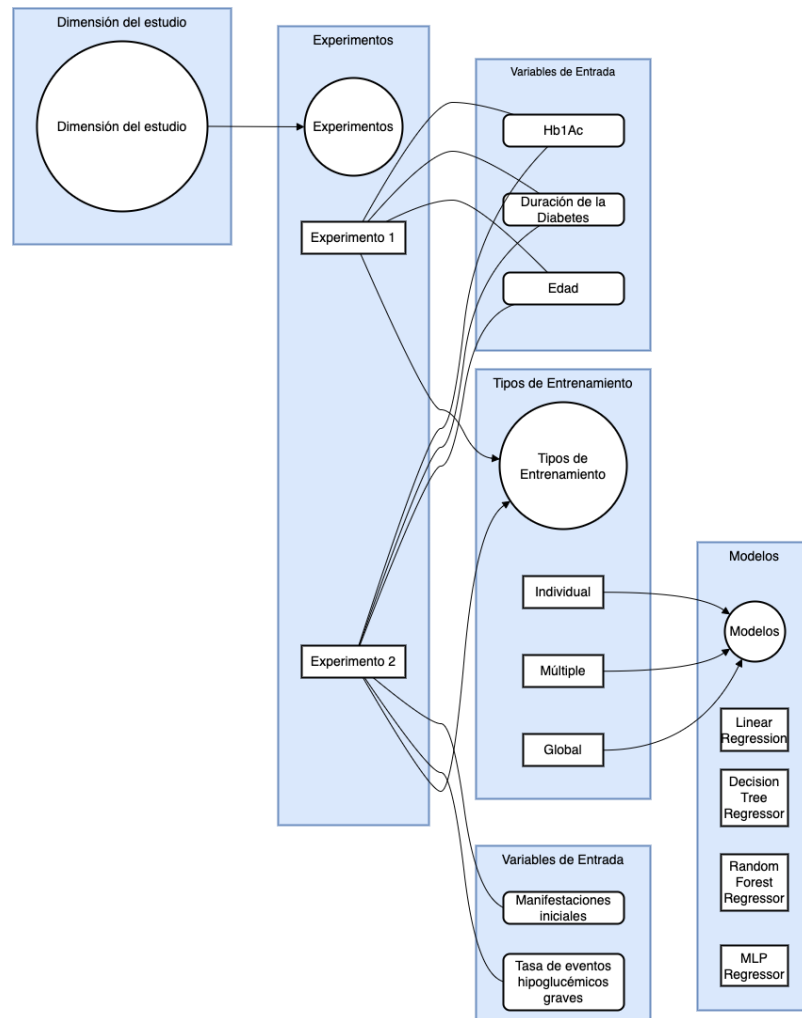 Dimensión del estudio
Dimensión del estudio
Experimentos
Experimentos
Experimento 1
Experimento 2
Variables de Entrada
Hb1Ac
Duración de la
Diabetes
Edad
Tipos de Entrenamiento
Tipos de
Entrenamiento
Individual
Múltiple
Global
Variables de Entrada
Manifestaciones
iniciales
Tasa de eventos
hipoglucémicos
graves
Modelos
Modelos
Linear
Regression
Decision
Tree
Regressor
Random
Forest
Regressor
MLP
Regressor